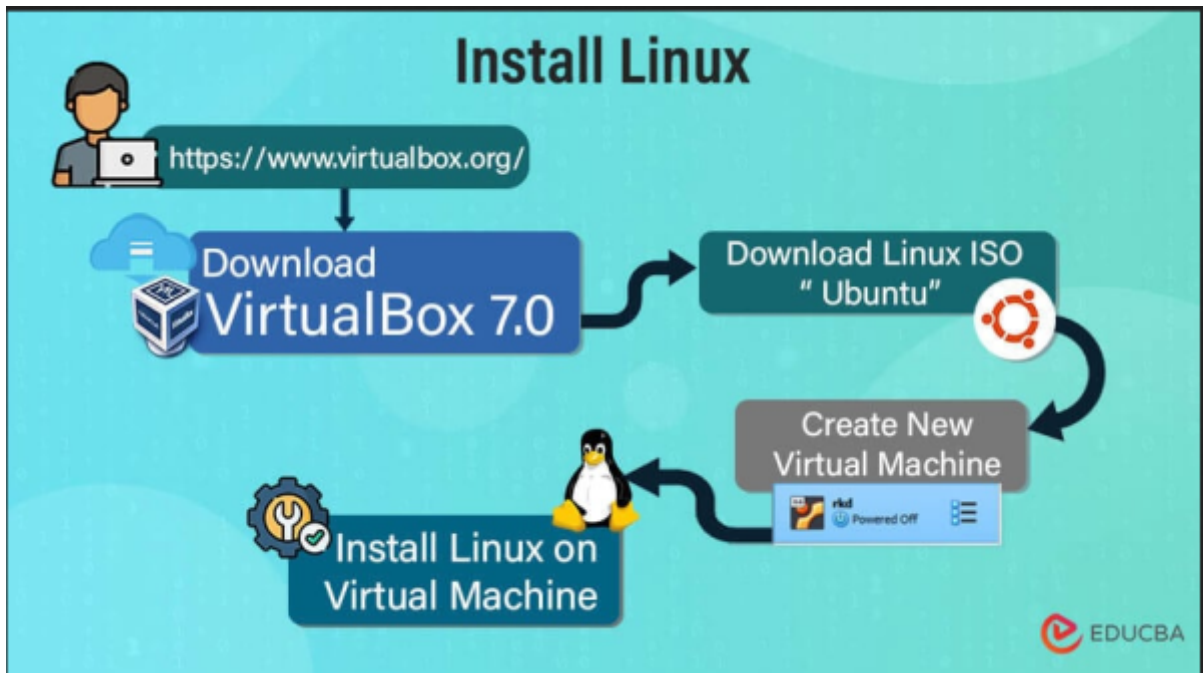 Install Linux
https://www.virtualbox.org/
Download
VirtualBox 7.0
Download Linux ISO
“ Ubuntu”
Create New
Virtual Machine
rkd
Powered Off
Install Linux on
Virtual Machine
EDUCBA